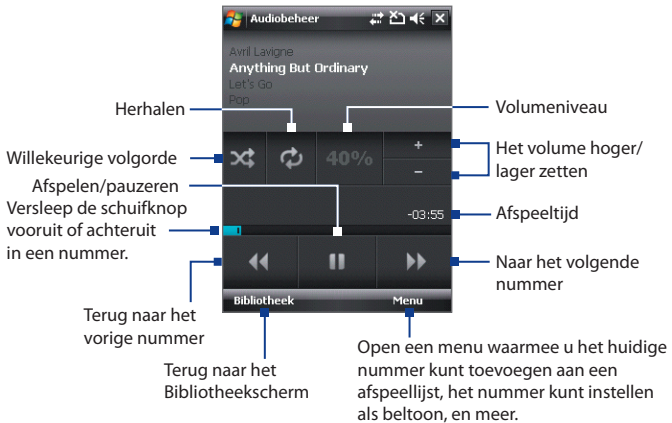 Audiobeheer
Avril Lavigne
Anything But Ordinary
Let's Go
Pop
Herhalen
Volumeniveau
40%
+
−
Willekeurige volgorde
Het volume hoger/
lager zetten
Afspelen/pauzeren
Versleep de schuifknop
vooruit of achteruit
in een nummer.
-03:55
Afspeeltijd
Naar het volgende
nummer
Bibliotheek
Menu
Terug naar het
vorige nummer
Terug naar het
Bibliotheekscherm
Open een menu waarmee u het huidige
nummer kunt toevoegen aan een
afspeellijst, het nummer kunt instellen
als beltoon, en meer.